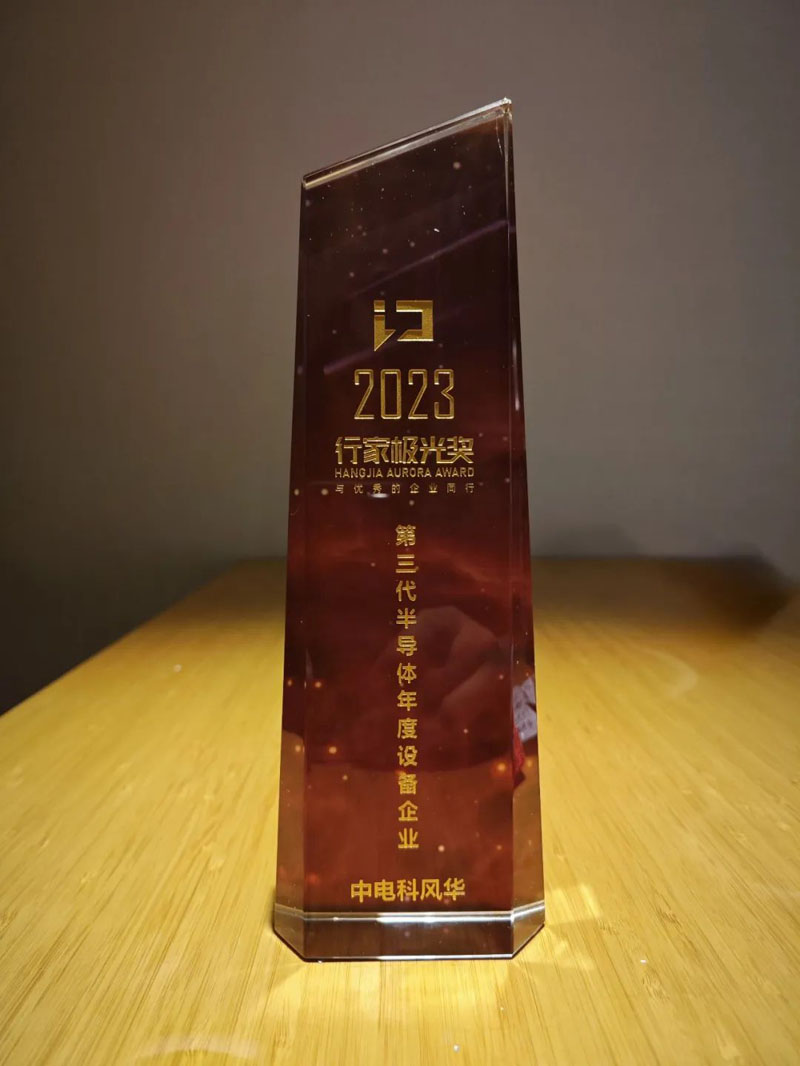 2023
行家极光奖
HANGJIA AURORA AWARD
与优秀的企业同行
第三代半导体年度设备企业
中电科风华